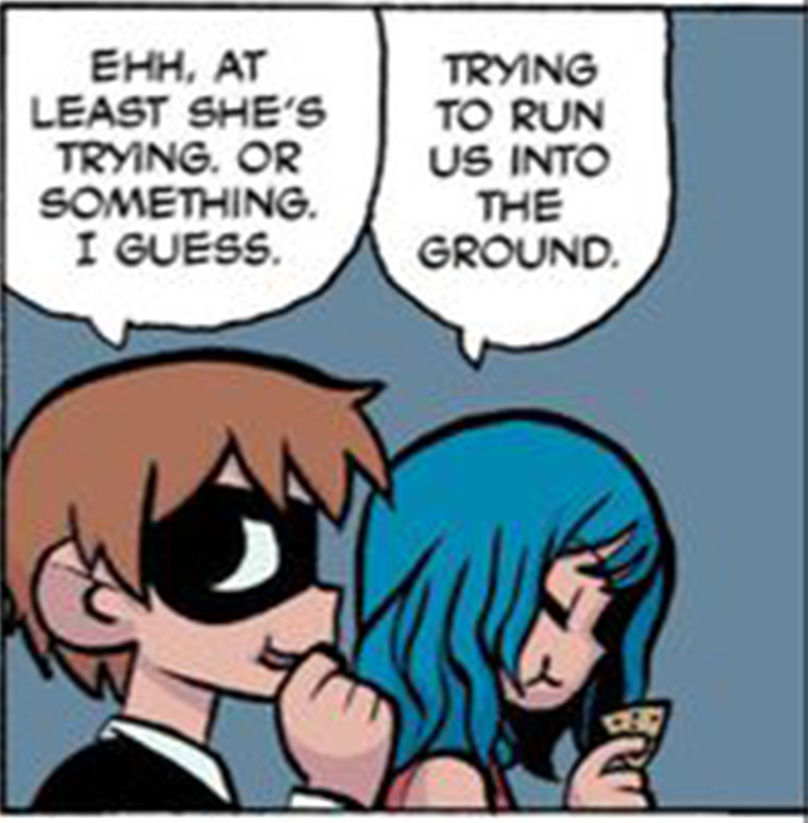 EHH, AT
LEAST SHE'S
TRYING. OR
SOMETHING.
I GUESS.
TRYING
TO RUN
US INTO
THE
GROUND.